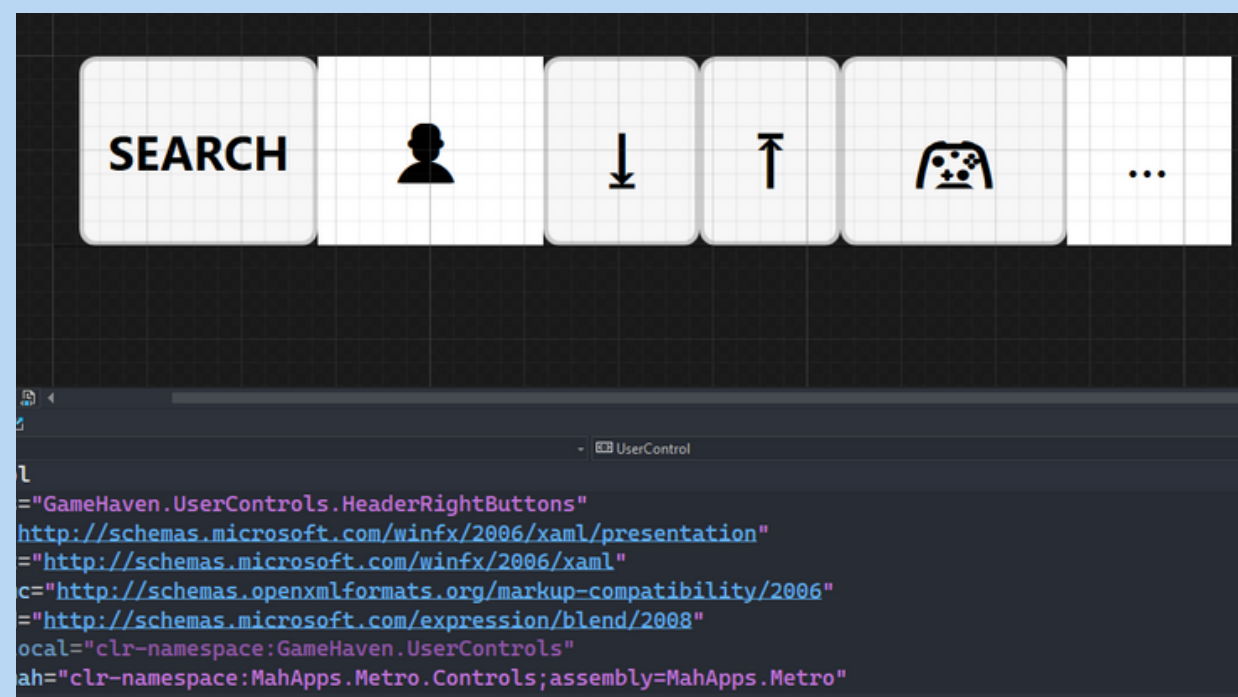 SEARCH
...
UserControl
l
="GameHaven.UserControls.HeaderRightButtons"
http://schemas.microsoft.com/winfx/2006/xaml/presentation"
="http://schemas.microsoft.com/winfx/2006/xaml"
c="http://schemas.openxmlformats.org/markup-compatibility/2006"
="http://schemas.microsoft.com/expression/blend/2008"
ocal="clr-namespace:GameHaven.UserControls"
ah="clr-namespace:MahApps.Metro.Controls;assembly=MahApps.Metro"